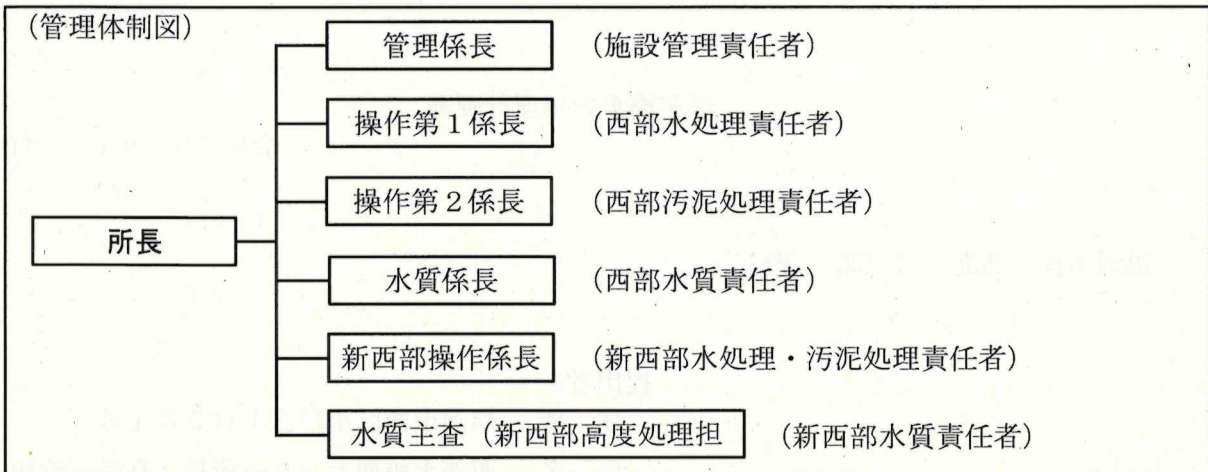 (管理体制図)
管理係長 (施設管理責任者)
操作第1係長 (西部水処理責任者)
操作第2係長 (西部汚泥処理責任者)
所長
水質係長 (西部水質責任者)
新西部操作係長 (新西部水処理・汚泥処理責任者)
水質主査(新西部高度処理担 (新西部水質責任者)